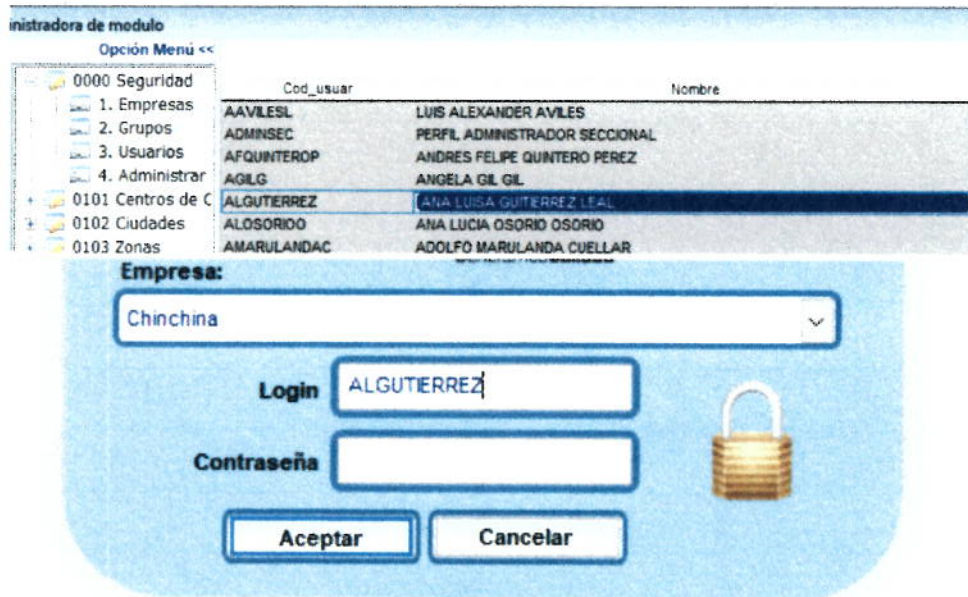 inistradora de modulo
Opción Menú <<
0000 Seguridad
1. Empresas
2. Grupos
3. Usuarios
4. Administrar
0101 Centros de C
0102 Ciudades
0103 Zonas
Cod_usuar Nombre
AAVILESL LUIS ALEXANDER AVILES
ADMINSEC PERFIL ADMINISTRADOR SECCIONAL
AFQUINTEROP ANDRES FELIPE QUINTERO PEREZ
AGILG ANGELA GIL GIL
ALGUTIERREZ ANA LUISA GUITIERREZ LEAL
ALOSORIOO ANA LUCIA OSORIO OSORIO
AMARULANDAC ADOLFO MARULANDA CUELLAR
Empresa:
Chinchina
Login ALGUTIERREZ
Contraseña
Aceptar Cancelar